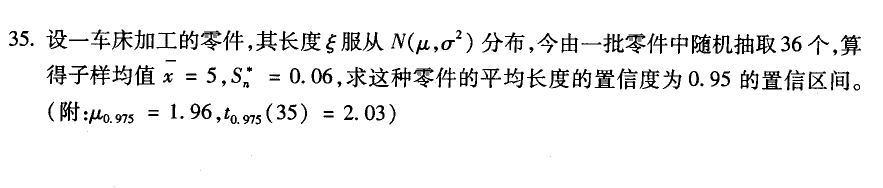 35. 设一车床加工的零件,其长度ξ服从 N(μ,σ²) 分布,今由一批零件中随机抽取36个,算
得子样均值 x̄ = 5,Sₙ* = 0.06,求这种零件的平均长度的置信度为0.95 的置信区间。
(附:μ₀.₉₇₅ = 1.96,t₀.₉₇₅(35) = 2.03)